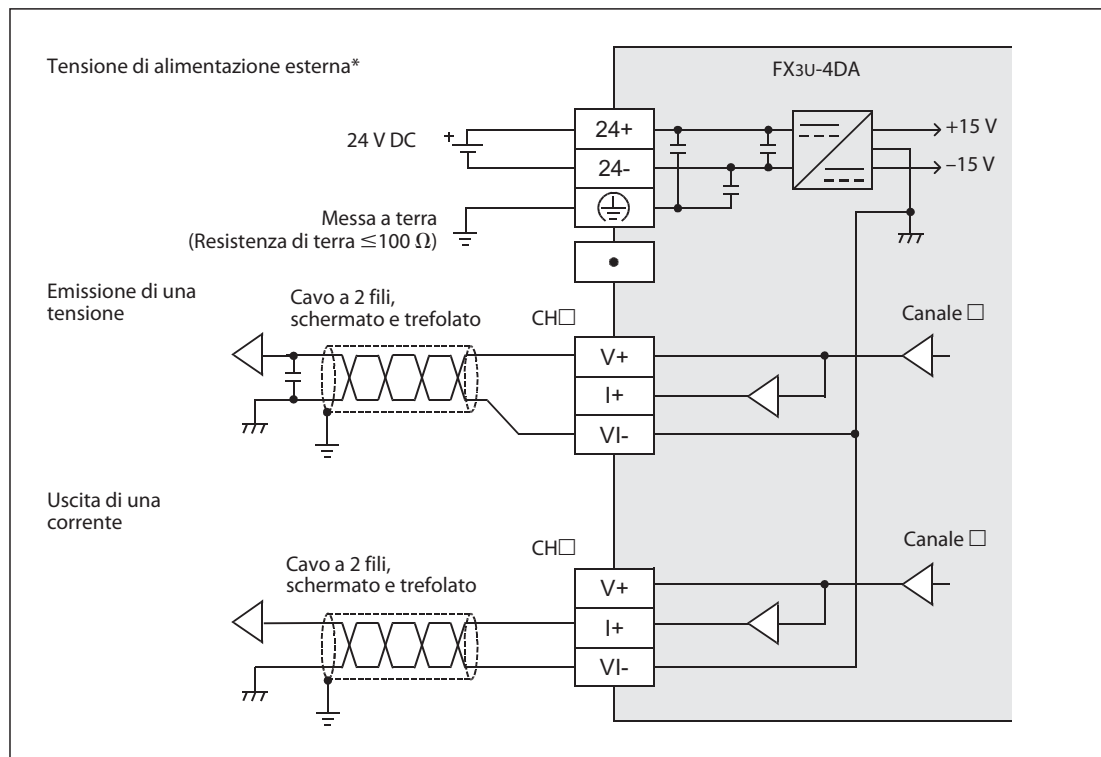 Tensione di alimentazione esterna*
FX3U-4DA
24 V DC
+
24+
24-
+15 V
–15 V
Messa a terra
(Resistenza di terra ≤100 Ω)
Emissione di una
tensione
Cavo a 2 fili,
schermato e trefolato
CH□
Canale □
V+
I+
VI-
Uscita di una
corrente
Cavo a 2 fili,
schermato e trefolato
CH□
Canale □
V+
I+
VI-